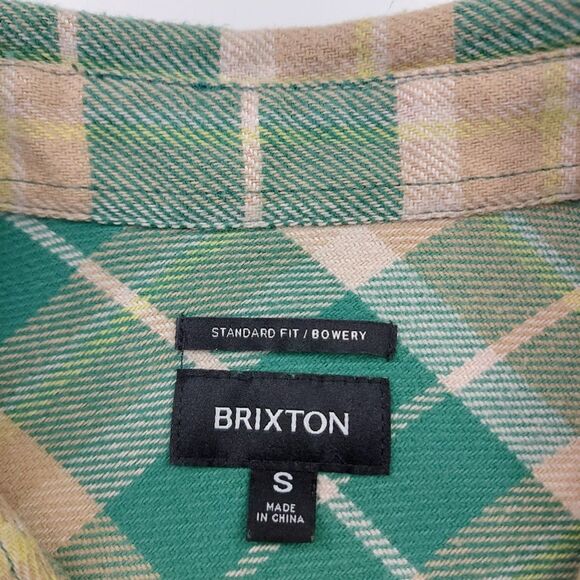 STANDARD FIT / BOWERY
BRIXTON
S
MADE
IN CHINA